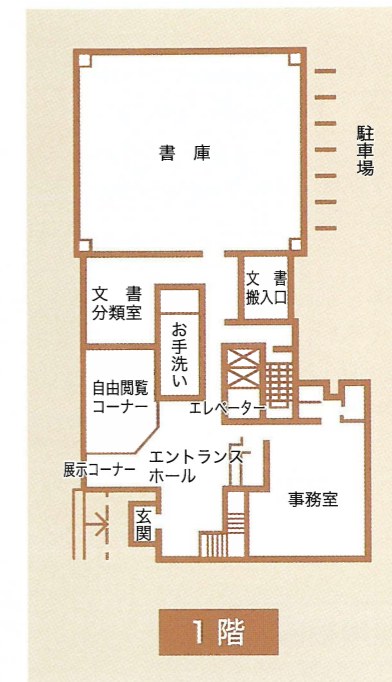 書 庫
駐車場
文 書
分類室
文 書
搬入口
お手洗い
自由閲覧
コーナー
エレベーター
展示コーナー
エントランス
ホール
事務室
玄関
1階